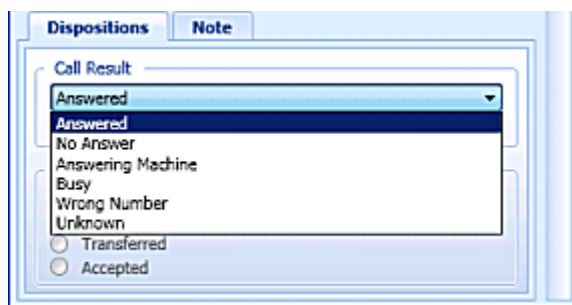 Dispositions Note
Call Result
Answered
Answered
No Answer
Answering Machine
Busy
Wrong Number
Unknown
Transferred
Accepted